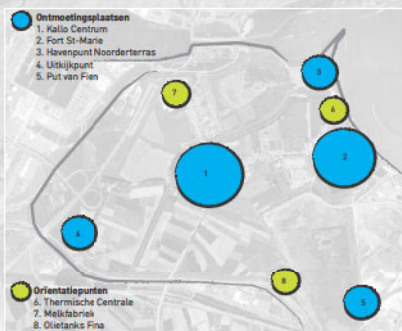 Ontmoetingsplaatsen
1. Kallo Centrum
2. Fort St-Marie
3. Havenpunt Noorderterras
4. Uitkijkpunt
5. Put van Fien
3
7
6
2
1
4
8
5
Oriëntatiepunten
6. Thermische Centrale
7. Melkfabriek
8. Olietanks Fina